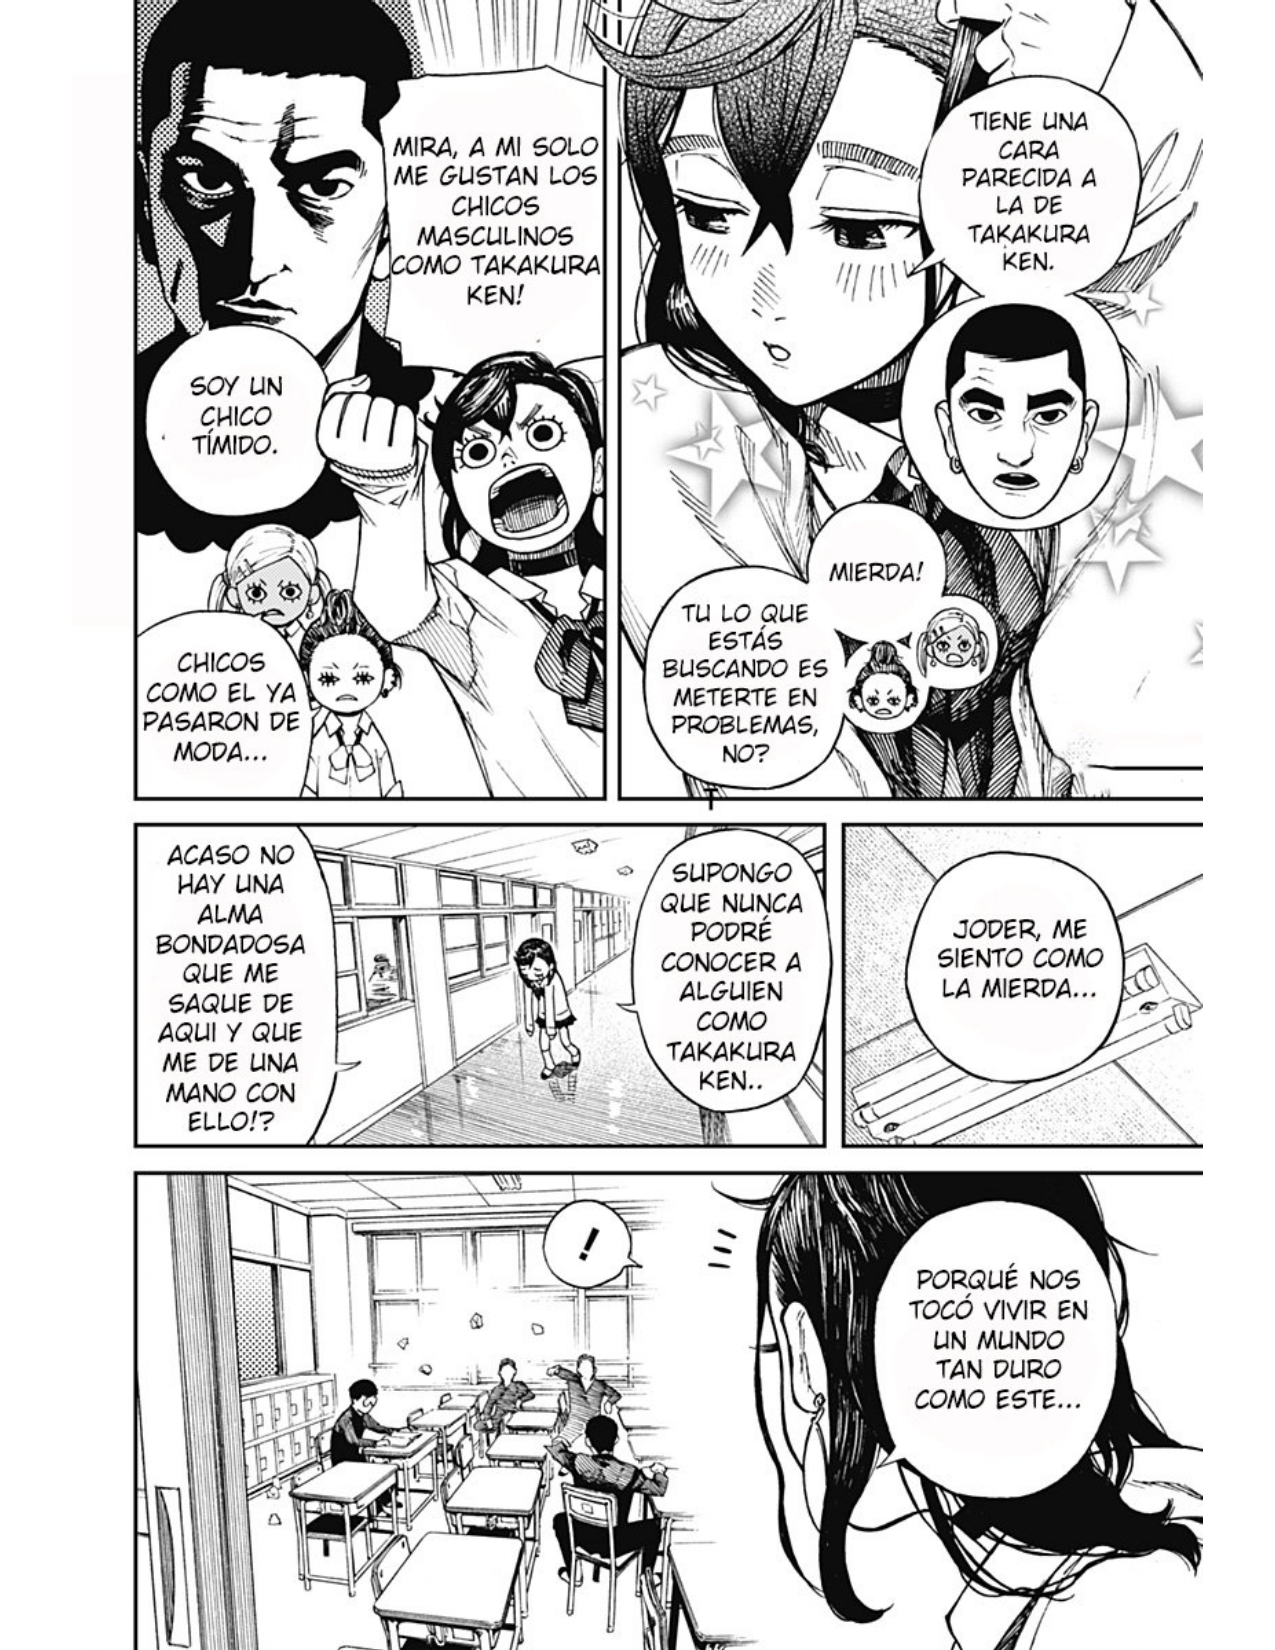 TIENE UNA
CARA
PARECIDA A
LA DE
TAKAKURA
KEN.
MIERDA!
TU LO QUE
ESTÁS
BUSCANDO ES
METERTE EN
PROBLEMAS,
NO?
MIRA, A MI SOLO
ME GUSTAN LOS
CHICOS
MASCULINOS
COMO TAKAKURA
KEN!
SOY UN
CHICO
TÍMIDO.
CHICOS
COMO EL YA
PASARON DE
MODA...
JODER, ME
SIENTO COMO
LA MIERDA...
SUPONGO
QUE NUNCA
PODRÉ
CONOCER A
ALGUIEN
COMO
TAKAKURA
KEN..
ACASO NO
HAY UNA
ALMA
BONDADOSA
QUE ME
SAQUE DE
AQUI Y QUE
ME DE UNA
MANO CON
ELLO!?
PORQUÉ NOS
TOCÓ VIVIR EN
UN MUNDO
TAN DURO
COMO ESTE...
!